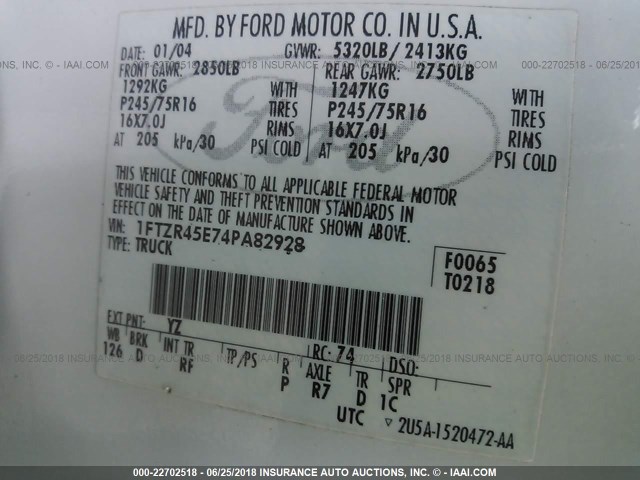 MFD. BY FORD MOTOR CO. IN U.S.A.
DATE: 01/04 GVWR: 5320LB/ 2413KG
FRONT GAWR: 2850LB REAR GAWR: 2750LB
1292KG WITH 1247KG WITH
P245/75R16 TIRES P245/75R16 TIRES
16X7.0J RIMS 16X7.0J RIMS
AT 205 kPa/30 PSI COLD AT 205 kPa/30 PSI COLD
Ford
THIS VEHICLE CONFORMS TO ALL APPLICABLE FEDERAL MOTOR
VEHICLE SAFETY AND THEFT PREVENTION STANDARDS IN
EFFECT ON THE DATE OF MANUFACTURE SHOWN ABOVE.
VIN: 1FTZR45E74PA82928
TYPE: TRUCK
F0065
T0218
EXT PNT: YZ RC: 74 DSO:
WB BRK INT TR TP/PS R AXLE TR SPR
126 D RF P R7 D 1C
UTC ▽ 2U5A-1520472-AA
000-22702518 - 06/25/2018 INSURANCE AUTO AUCTIONS, INC. - © IAAI.COM